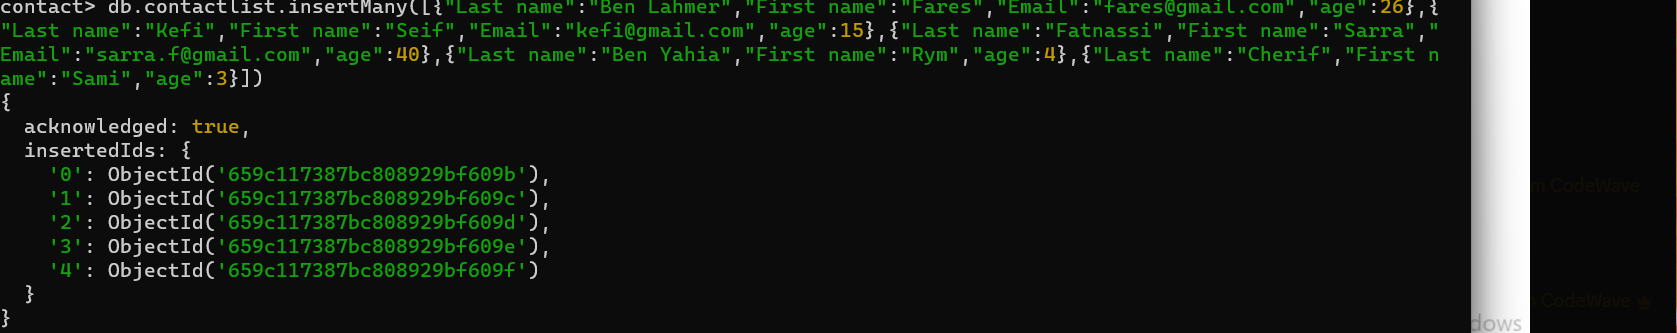 contact> db.contactlist.insertMany([{"Last name":"Ben Lahmer","First name":"Fares","Email":"fares@gmail.com","age":26},{
"Last name":"Kefi","First name":"Seif","Email":"kefi@gmail.com","age":15},{"Last name":"Fatnassi","First name":"Sarra","
Email":"sarra.f@gmail.com","age":40},{"Last name":"Ben Yahia","First name":"Rym","age":4},{"Last name":"Cherif","First n
ame":"Sami","age":3}])
{
  acknowledged: true,
  insertedIds: {
    '0': ObjectId('659c117387bc808929bf609b'),
    '1': ObjectId('659c117387bc808929bf609c'),
    '2': ObjectId('659c117387bc808929bf609d'),
    '3': ObjectId('659c117387bc808929bf609e'),
    '4': ObjectId('659c117387bc808929bf609f')
  }
}
m CodeWave
CodeWave
dows